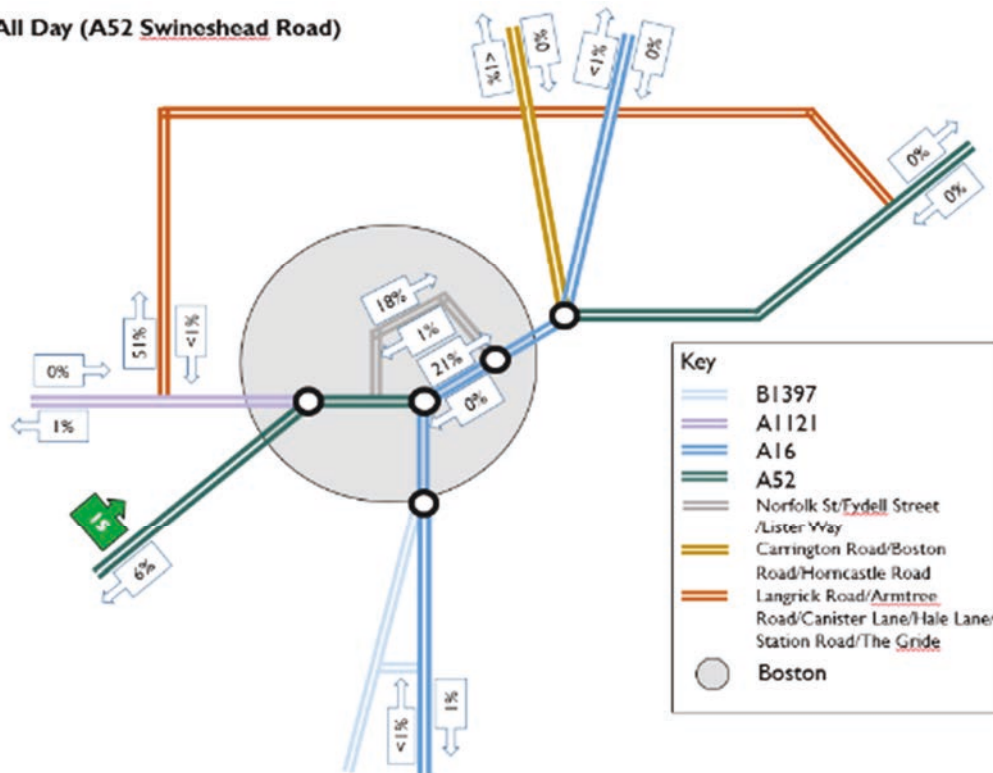 All Day (A52 Swineshead Road)
<1%
0%
<1%
0%
0%
0%
18%
1%
21%
0%
51%
<1%
0%
1%
SI
6%
<1%
1%
Key
B1397
A1121
A16
A52
Norfolk St/Fydell Street
/Lister Way
Carrington Road/Boston
Road/Horncastle Road
Langrick Road/Armtree
Road/Canister Lane/Hale Lane/
Station Road/The Gride
Boston